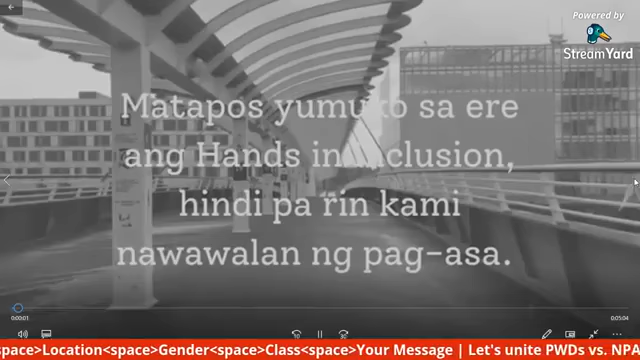 Powered by
StreamYard
Matapos yumuko sa ere
ang Hands in Inclusion,
hindi pa rin kami
nawawalan ng pag-asa.
0:00:01
0:05:04
10
30
space>Location<space>Gender<space>Class<space>Your Message | Let's unite PWDs vs. NPA